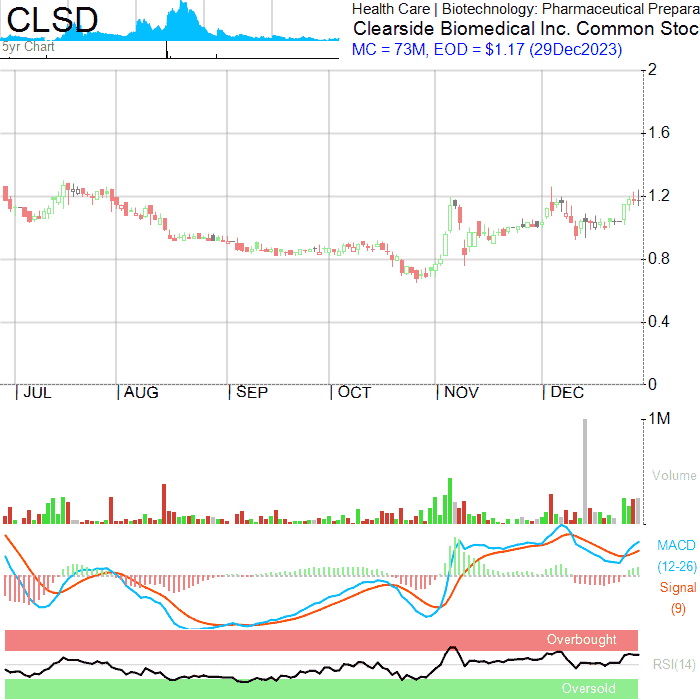 CLSD
5yr Chart
Health Care | Biotechnology: Pharmaceutical Prepara
Clearside Biomedical Inc. Common Stoc
MC = 73M, EOD = $1.17 (29Dec2023)
2
1.6
1.2
0.8
0.4
0
JUL AUG SEP OCT NOV DEC
1M
Volume
MACD
(12-26)
Signal
(9)
Overbought
RSI(14)
Oversold